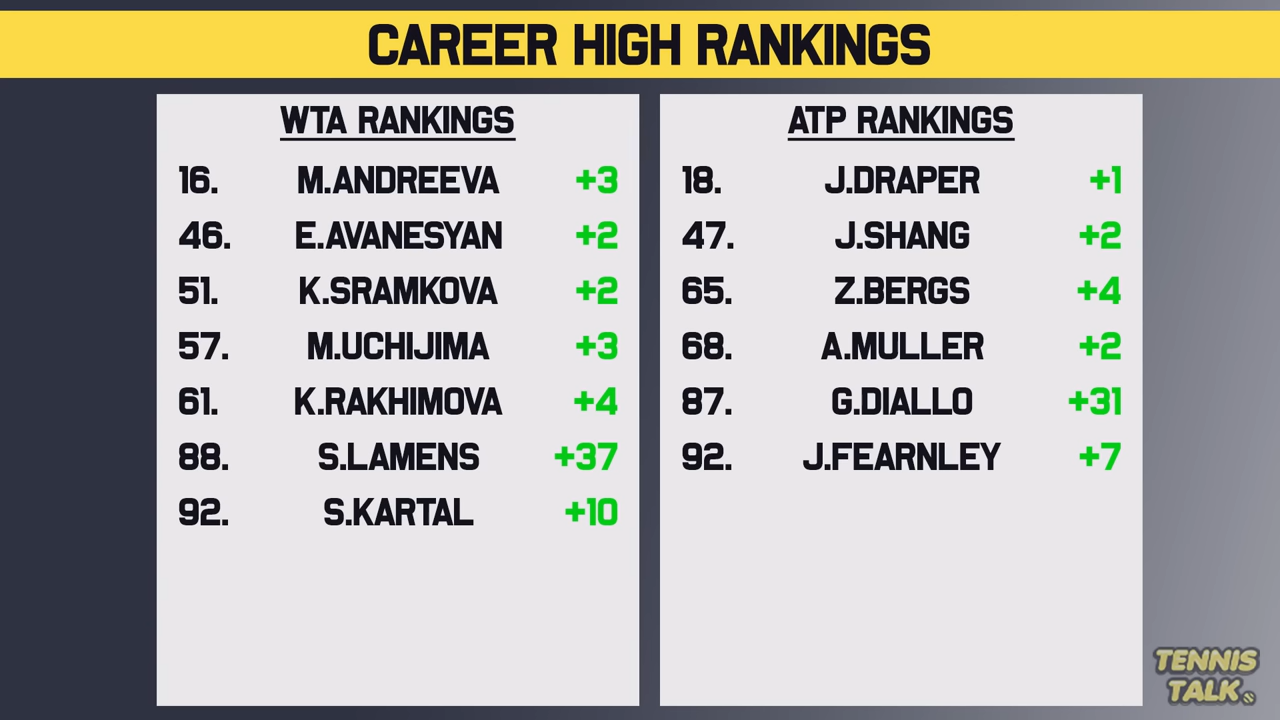 CAREER HIGH RANKINGS
WTA RANKINGS
16. M.ANDREEVA +3
46. E.AVANESYAN +2
51. K.SRAMKOVA +2
57. M.UCHIJIMA +3
61. K.RAKHIMOVA +4
88. S.LAMENS +37
92. S.KARTAL +10
ATP RANKINGS
18. J.DRAPER +1
47. J.SHANG +2
65. Z.BERGS +4
68. A.MULLER +2
87. G.DIALLO +31
92. J.FEARNLEY +7
TENNIS
TALK